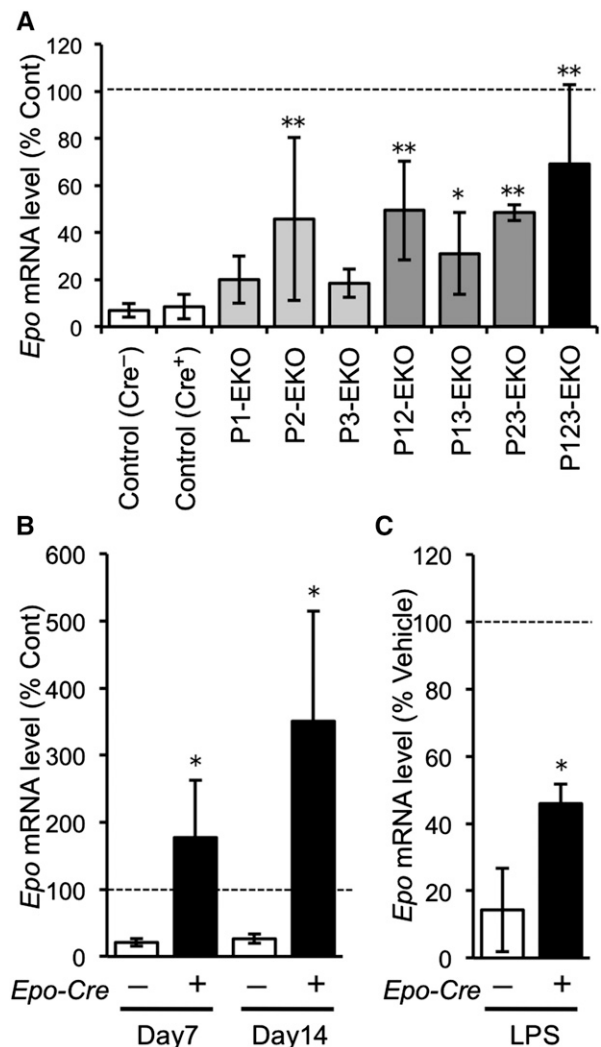 A
Epo mRNA level (% Cont)
120
100
80
60
40
20
0
**
**
*
**
**
Control (Cre⁻)
Control (Cre⁺)
P1-EKO
P2-EKO
P3-EKO
P12-EKO
P13-EKO
P23-EKO
P123-EKO
B
Epo mRNA level (% Cont)
600
500
400
300
200
100
0
*
*
Epo-Cre − + − +
Day7 Day14
C
Epo mRNA level (% Vehicle)
120
100
80
60
40
20
0
*
Epo-Cre − +
LPS